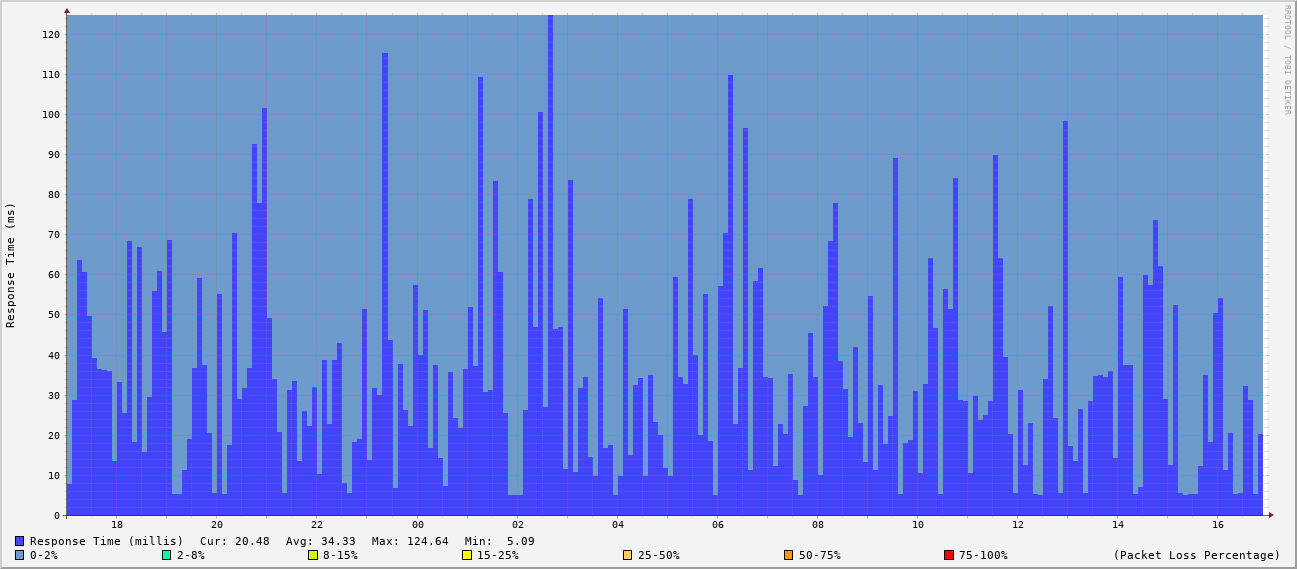 RRDTOOL / TOBI OETIKER
Response Time (ms)
120
110
100
90
80
70
60
50
40
30
20
10
0
18 20 22 00 02 04 06 08 10 12 14 16
Response Time (millis) Cur: 20.48 Avg: 34.33 Max: 124.64 Min: 5.09
0-2% 2-8% 8-15% 15-25% 25-50% 50-75% 75-100% (Packet Loss Percentage)